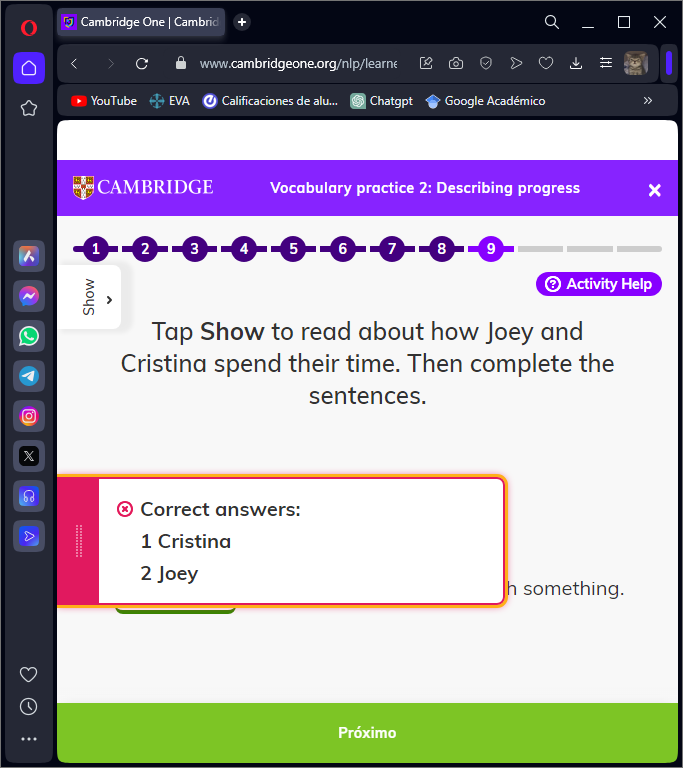 Cambridge One | Cambrid
www.cambridgeone.org/nlp/learne
YouTube
EVA
Calificaciones de alu...
Chatgpt
Google Académico
CAMBRIDGE
Vocabulary practice 2: Describing progress
1 2 3 4 5 6 7 8 9
Show
Activity Help
Tap Show to read about how Joey and
Cristina spend their time. Then complete the
sentences.
Correct answers:
1 Cristina
2 Joey
h something.
Próximo